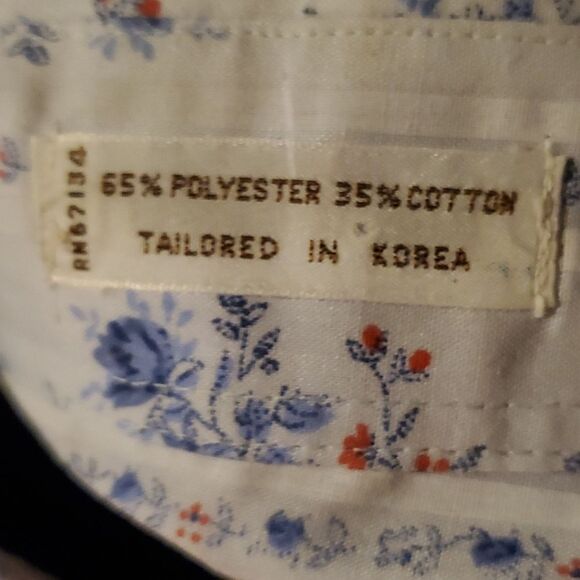 RN67134
65% POLYESTER 35% COTTON
TAILORED IN KOREA